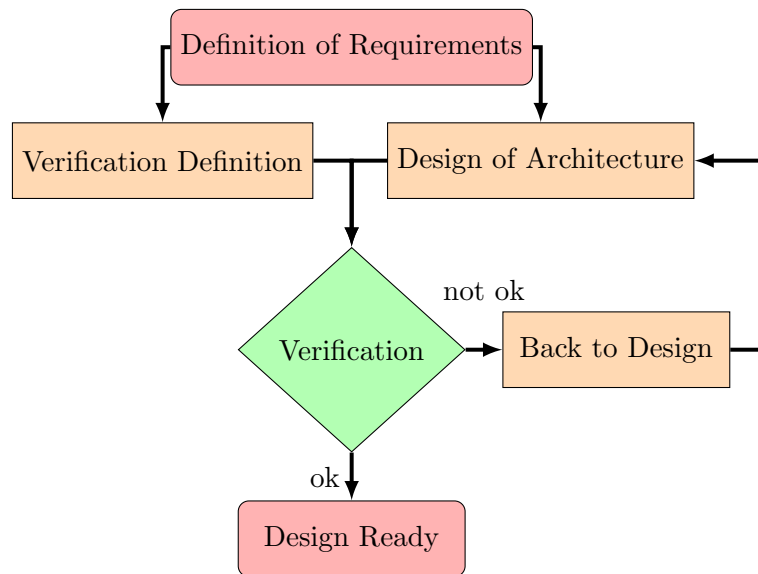 Definition of Requirements
Verification Definition
Design of Architecture
not ok
Verification
Back to Design
ok
Design Ready